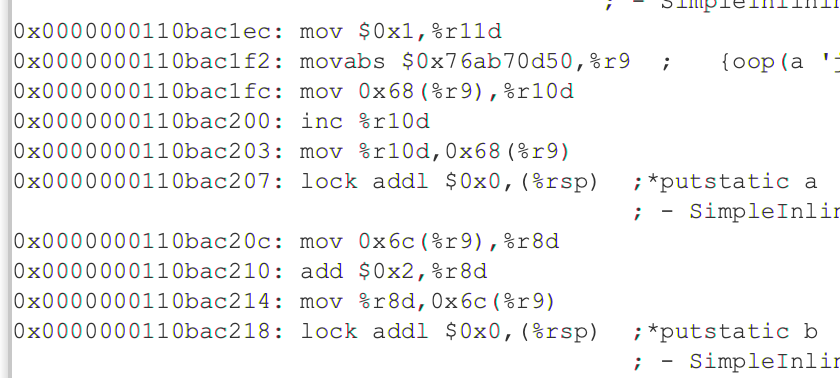 ; - SimpleInlinin
0x0000000110bac1ec: mov $0x1,%r11d
0x0000000110bac1f2: movabs $0x76ab70d50,%r9 ; {oop(a 'j
0x0000000110bac1fc: mov 0x68(%r9),%r10d
0x0000000110bac200: inc %r10d
0x0000000110bac203: mov %r10d,0x68(%r9)
0x0000000110bac207: lock addl $0x0,(%rsp) ;*putstatic a
; - SimpleInlin
0x0000000110bac20c: mov 0x6c(%r9),%r8d
0x0000000110bac210: add $0x2,%r8d
0x0000000110bac214: mov %r8d,0x6c(%r9)
0x0000000110bac218: lock addl $0x0,(%rsp) ;*putstatic b
; - SimpleInlin